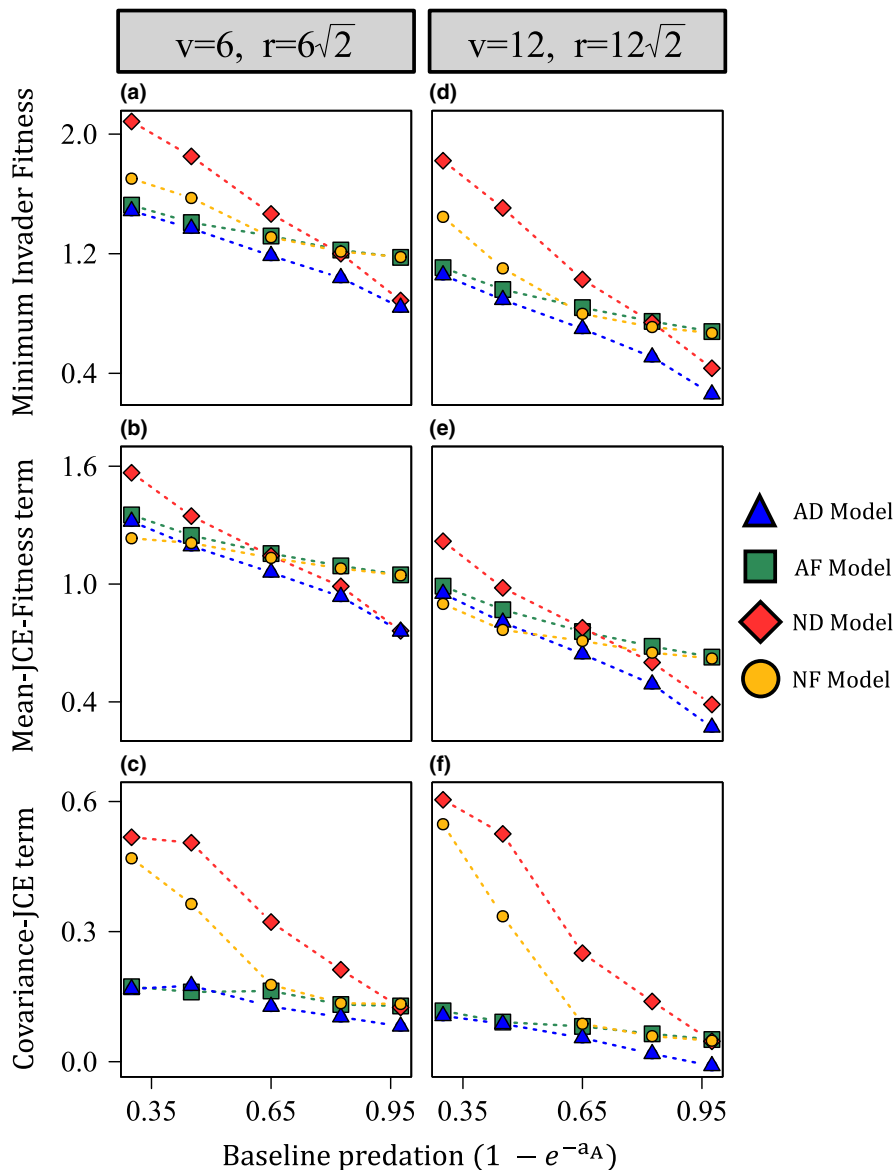 v=6, r=6√2
v=12, r=12√2
(a)
(d)
Minimum Invader Fitness
2.0
1.2
0.4
(b)
(e)
Mean-JCE-Fitness term
1.6
1.0
0.4
AD Model
AF Model
ND Model
NF Model
(c)
(f)
Covariance-JCE term
0.6
0.3
0.0
0.35 0.65 0.95 0.35 0.65 0.95
Baseline predation (1 − e^{−a_A})